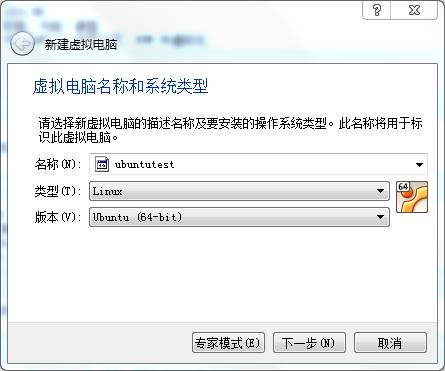 新建虚拟电脑
虚拟电脑名称和系统类型
请选择新虚拟电脑的描述名称及要安装的操作系统类型。此名称将用于标
识此虚拟电脑。
名称(N): ubuntutest
类型(T): Linux
64
版本(V): Ubuntu (64-bit)
专家模式(E) 下一步(N) 取消